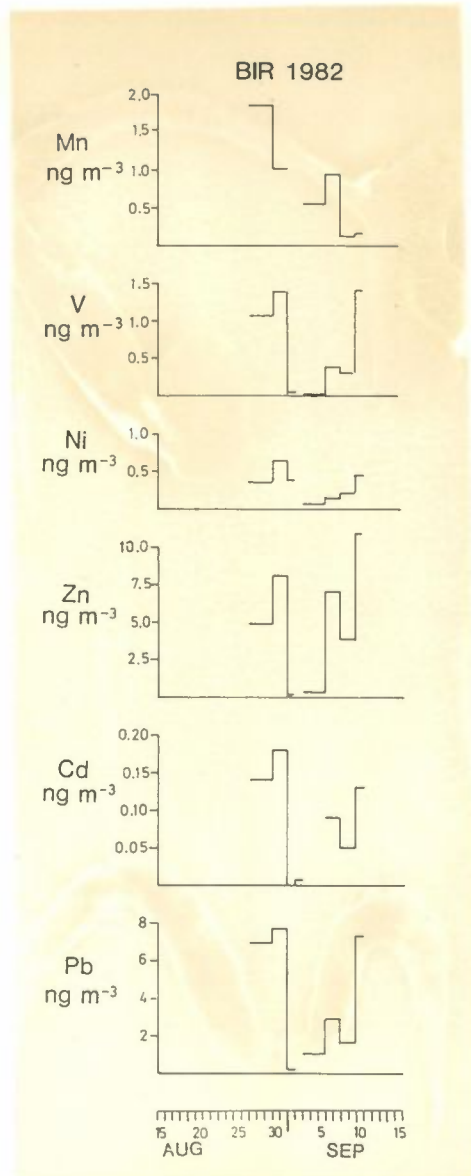 BIR 1982
2.0
Mn
1.5
ng m⁻³ 1.0
0.5
1.5
V
ng m⁻³ 1.0
0.5
1.0
Ni
ng m⁻³ 0.5
10.0
Zn 7.5
ng m⁻³ 5.0
2.5
0.20
Cd 0.15
ng m⁻³ 0.10
0.05
8
Pb 6
ng m⁻³ 4
2
15 20 25 30 5 10 15
AUG SEP